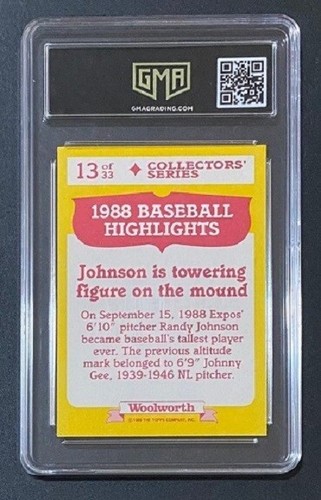 GMA
GMAGRADING.COM
13 of 33 ♦ COLLECTORS' SERIES
1988 BASEBALL
HIGHLIGHTS
Johnson is towering
figure on the mound
On September 15, 1988 Expos'
6'10" pitcher Randy Johnson
became baseball's tallest player
ever. The previous altitude
mark belonged to 6'9" Johnny
Gee, 1939-1946 NL pitcher.
Woolworth